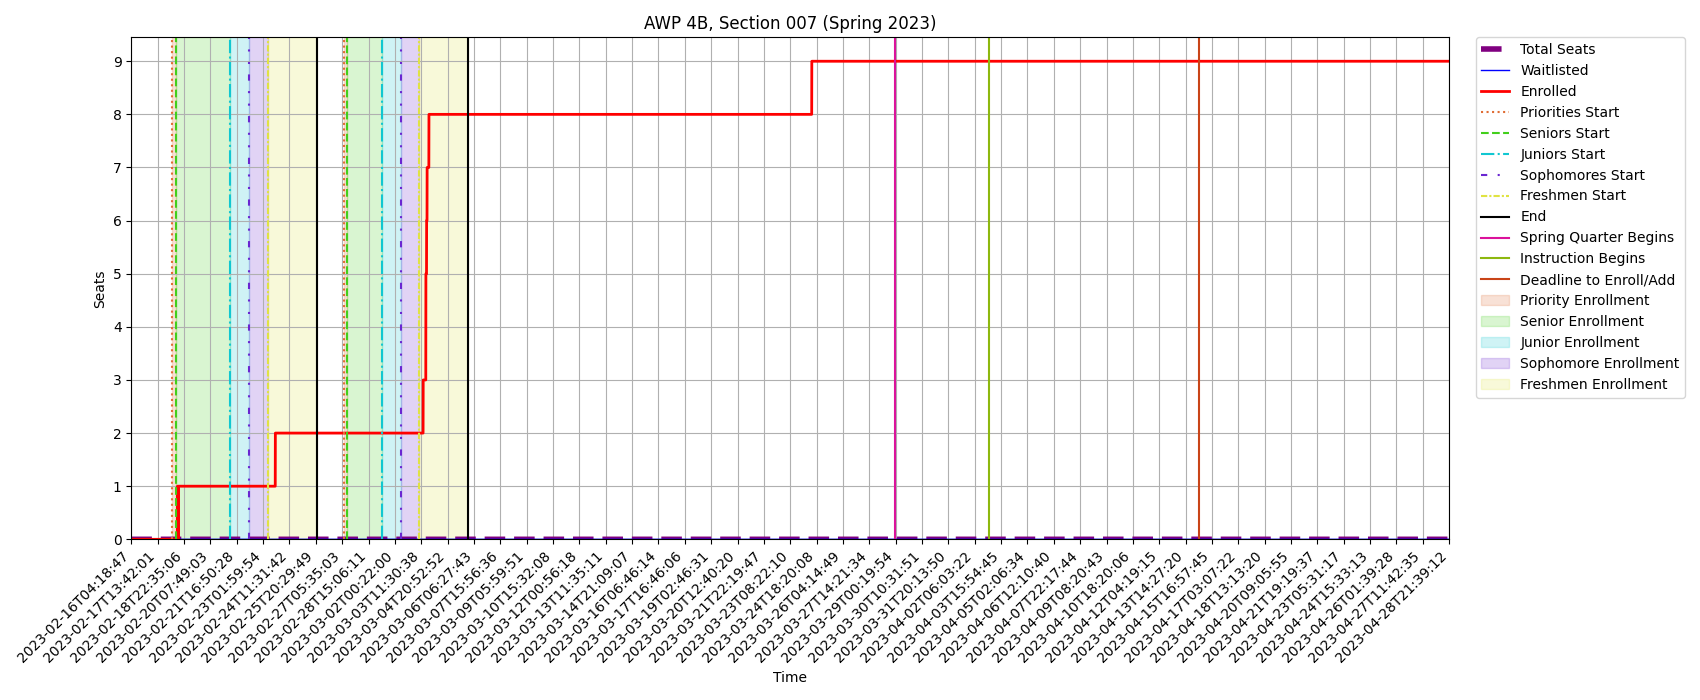 AWP 4B, Section 007 (Spring 2023)
Seats
9
8
7
6
5
4
3
2
1
0
2023-02-16T04:18:47
2023-02-17T13:42:01
2023-02-18T22:35:06
2023-02-20T07:49:03
2023-02-21T16:50:28
2023-02-23T01:59:54
2023-02-24T11:31:42
2023-02-25T20:29:49
2023-02-27T05:35:03
2023-02-28T15:06:11
2023-03-02T00:22:00
2023-03-03T11:30:38
2023-03-04T20:52:52
2023-03-06T06:27:43
2023-03-07T15:56:36
2023-03-09T05:59:51
2023-03-10T15:32:08
2023-03-12T00:56:18
2023-03-13T11:35:11
2023-03-14T21:09:07
2023-03-16T06:46:14
2023-03-17T16:46:06
2023-03-19T02:46:31
2023-03-20T12:40:20
2023-03-21T22:19:47
2023-03-23T08:22:10
2023-03-24T18:20:08
2023-03-26T04:14:49
2023-03-27T14:21:34
2023-03-29T00:19:54
2023-03-30T10:31:51
2023-03-31T20:13:50
2023-04-02T06:03:22
2023-04-03T15:54:45
2023-04-05T02:06:34
2023-04-06T12:10:40
2023-04-07T22:17:44
2023-04-09T08:20:43
2023-04-10T18:20:06
2023-04-12T04:19:15
2023-04-13T14:27:20
2023-04-15T16:57:45
2023-04-17T03:07:22
2023-04-18T13:13:20
2023-04-20T09:05:55
2023-04-21T19:19:37
2023-04-23T05:31:17
2023-04-24T15:33:13
2023-04-26T01:39:28
2023-04-27T11:42:35
2023-04-28T21:39:12
Time
Total Seats
Waitlisted
Enrolled
Priorities Start
Seniors Start
Juniors Start
Sophomores Start
Freshmen Start
End
Spring Quarter Begins
Instruction Begins
Deadline to Enroll/Add
Priority Enrollment
Senior Enrollment
Junior Enrollment
Sophomore Enrollment
Freshmen Enrollment